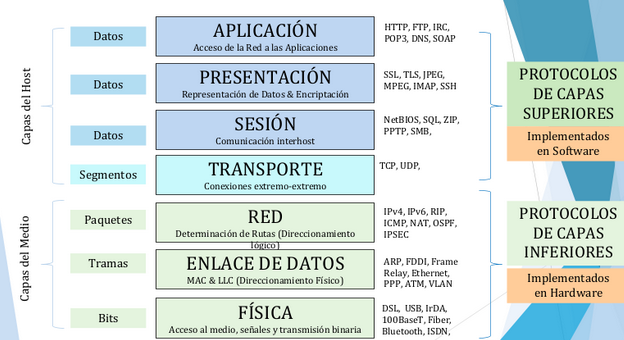 Capas del Host
Datos
APLICACIÓN
Acceso de la Red a las Aplicaciones
HTTP, FTP, IRC,
POP3, DNS, SOAP
Datos
PRESENTACIÓN
Representación de Datos & Encriptación
SSL, TLS, JPEG,
MPEG, IMAP, SSH
Datos
SESIÓN
Comunicación interhost
NetBIOS, SQL, ZIP,
PPTP, SMB,
Segmentos
TRANSPORTE
Conexiones extremo-extremo
TCP, UDP,
PROTOCOLOS
DE CAPAS
SUPERIORES
Implementados
en Software
Capas del Medio
Paquetes
RED
Determinación de Rutas (Direccionamiento
lógico)
IPv4, IPv6, RIP,
ICMP, NAT, OSPF,
IPSEC
Tramas
ENLACE DE DATOS
MAC & LLC (Direccionamiento Físico)
ARP, FDDI, Frame
Relay, Ethernet,
PPP, ATM, VLAN
Bits
FÍSICA
Acceso al medio, señales y transmisión binaria
DSL, USB, IrDA,
100BaseT, Fiber,
Bluetooth, ISDN,
PROTOCOLOS
DE CAPAS
INFERIORES
Implementados
en Hardware